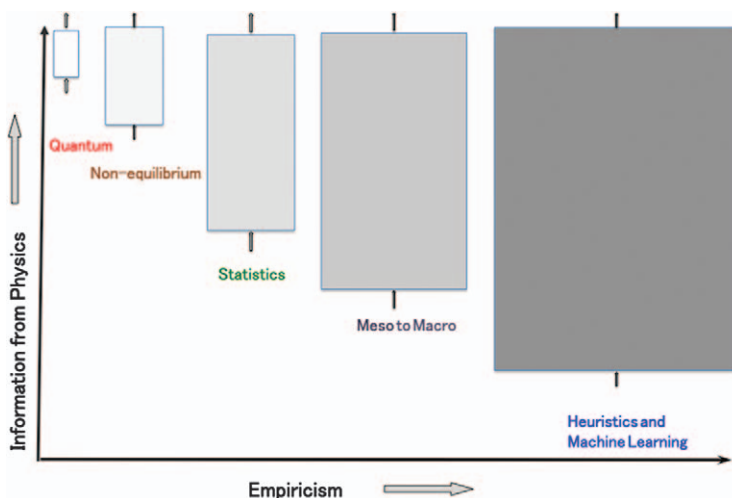 Quantum
Non-equilibrium
Statistics
Meso to Macro
Heuristics and
Machine Learning
Information from Physics
Empiricism